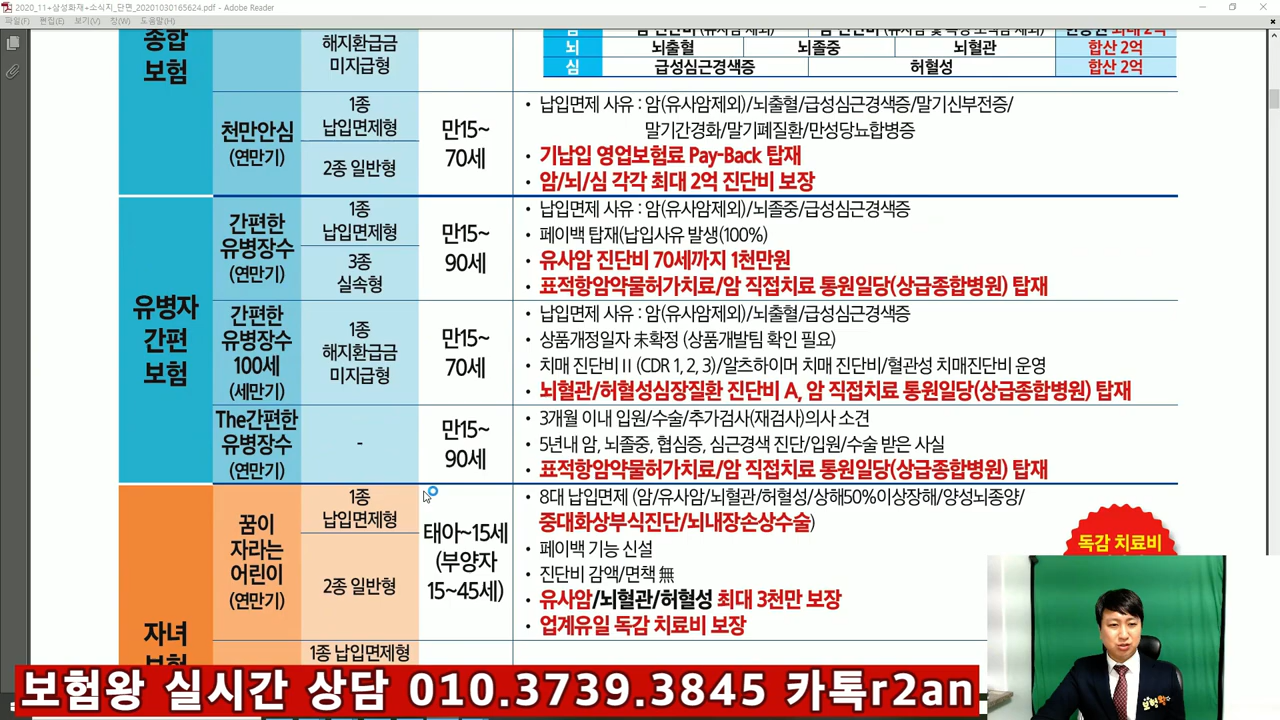 2020_11+삼성화재+소식지_단면_20201030165624.pdf - Adobe Reader
파일(F) 편집(E) 보기(V) 창(W) 도움말(H)
종합
보험
해지환급금
미지급형
뇌 뇌출혈 뇌졸중 뇌혈관 합산 2억
심 급성심근경색증 허혈성 합산 2억
천만안심
(연만기)
1종
납입면제형
2종 일반형
만15~
70세
• 납입면제 사유 : 암(유사암제외)/뇌출혈/급성심근경색증/말기신부전증/
말기간경화/말기폐질환/만성당뇨합병증
• 기납입 영업보험료 Pay-Back 탑재
• 암/뇌/심 각각 최대 2억 진단비 보장
유병자
간편
보험
간편한
유병장수
(연만기)
1종
납입면제형
3종
실속형
만15~
90세
• 납입면제 사유 : 암(유사암제외)/뇌졸중/급성심근경색증
• 페이백 탑재(납입사유 발생(100%)
• 유사암 진단비 70세까지 1천만원
• 표적항암약물허가치료/암 직접치료 통원일당(상급종합병원) 탑재
간편한
유병장수
100세
(세만기)
1종
해지환급금
미지급형
만15~
70세
• 납입면제 사유 : 암(유사암제외)/뇌출혈/급성심근경색증
• 상품개정일자 未확정 (상품개발팀 확인 필요)
• 치매 진단비 II (CDR 1, 2, 3)/알츠하이머 치매 진단비/혈관성 치매진단비 운영
• 뇌혈관/허혈성심장질환 진단비 A, 암 직접치료 통원일당(상급종합병원) 탑재
The간편한
유병장수
(연만기)
-
만15~
90세
• 3개월 이내 입원/수술/추가검사(재검사)의사 소견
• 5년내 암, 뇌졸중, 협심증, 심근경색 진단/입원/수술 받은 사실
• 표적항암약물허가치료/암 직접치료 통원일당(상급종합병원) 탑재
자녀
꿈이
자라는
어린이
(연만기)
1종
납입면제형
2종 일반형
태아~15세
(부양자
15~45세)
• 8대 납입면제 (암/유사암/뇌혈관/허혈성/상해50%이상장해/양성뇌종양/
중대화상부식진단/뇌내장손상수술)
• 페이백 기능 신설
• 진단비 감액/면책 無
• 유사암/뇌혈관/허혈성 최대 3천만 보장
• 업계유일 독감 치료비 보장
독감 치료비
1종 납입면제형
보험왕 실시간 상담 010.3739.3845 카톡r2an
보험왕